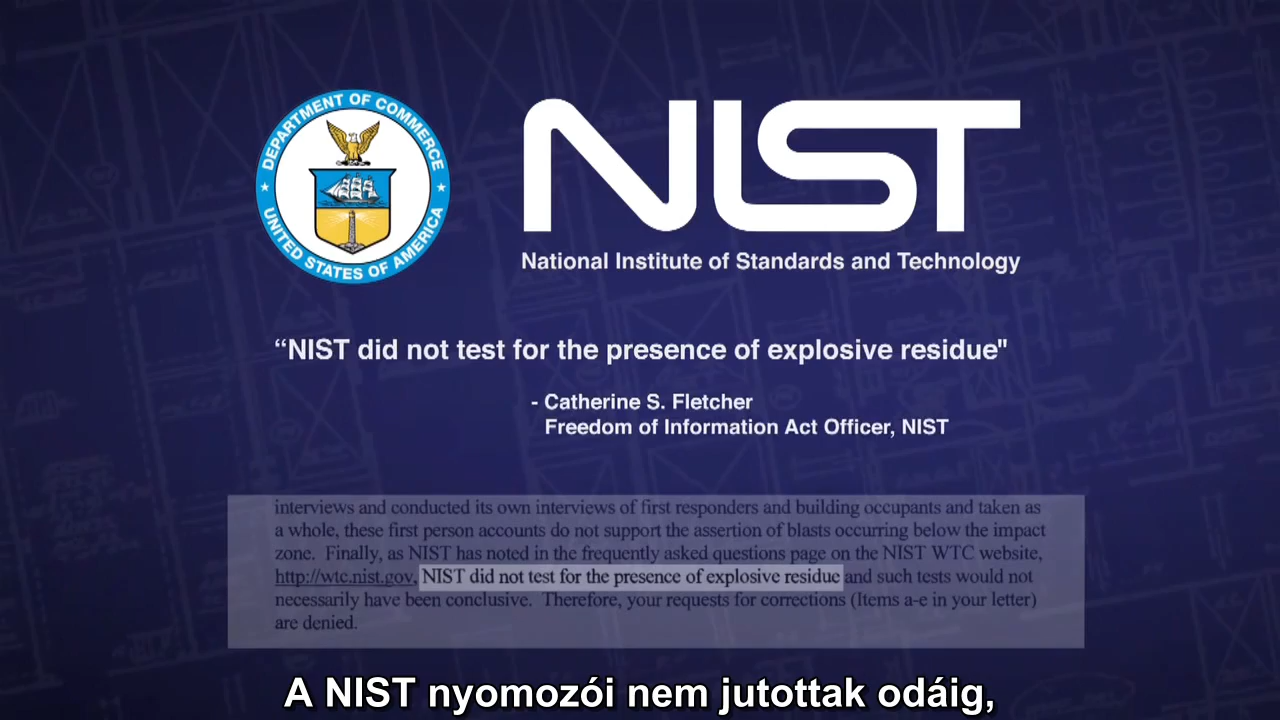 DEPARTMENT OF COMMERCE
UNITED STATES OF AMERICA
NIST
National Institute of Standards and Technology
“NIST did not test for the presence of explosive residue"
- Catherine S. Fletcher
Freedom of Information Act Officer, NIST
interviews and conducted its own interviews of first responders and building occupants and taken as
a whole, these first person accounts do not support the assertion of blasts occurring below the impact
zone. Finally, as NIST has noted in the frequently asked questions page on the NIST WTC website,
http://wtc.nist.gov, NIST did not test for the presence of explosive residue and such tests would not
necessarily have been conclusive. Therefore, your requests for corrections (Items a-e in your letter)
are denied.
A NIST nyomozói nem jutottak odáig,